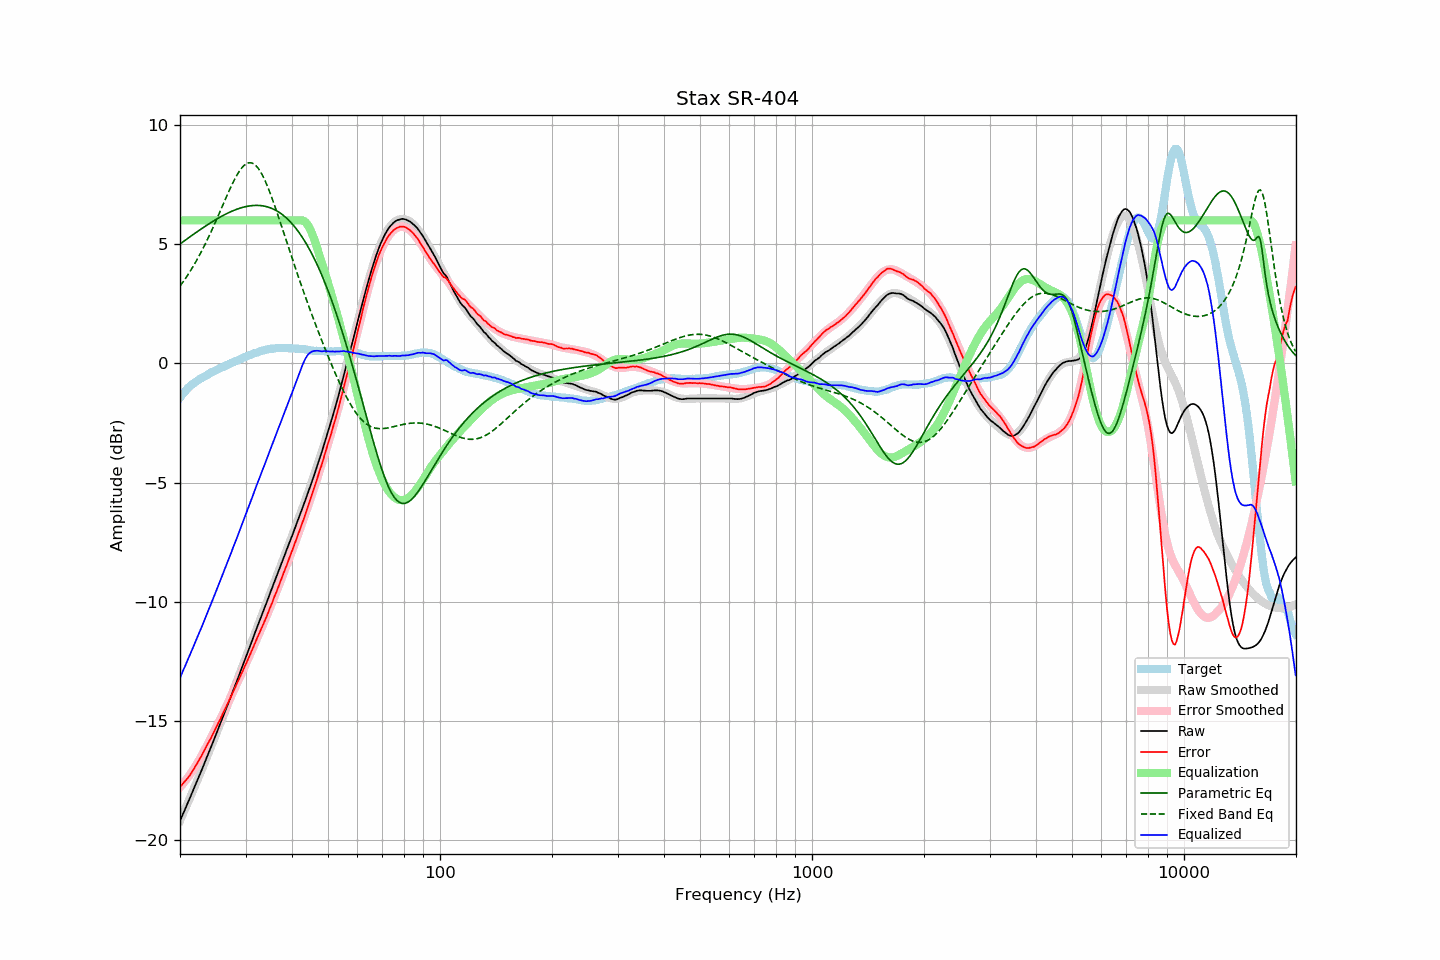 Stax SR-404
10
5
0
−5
−10
−15
−20
Amplitude (dBr)
100
1000
10000
Frequency (Hz)
Target
Raw Smoothed
Error Smoothed
Raw
Error
Equalization
Parametric Eq
Fixed Band Eq
Equalized